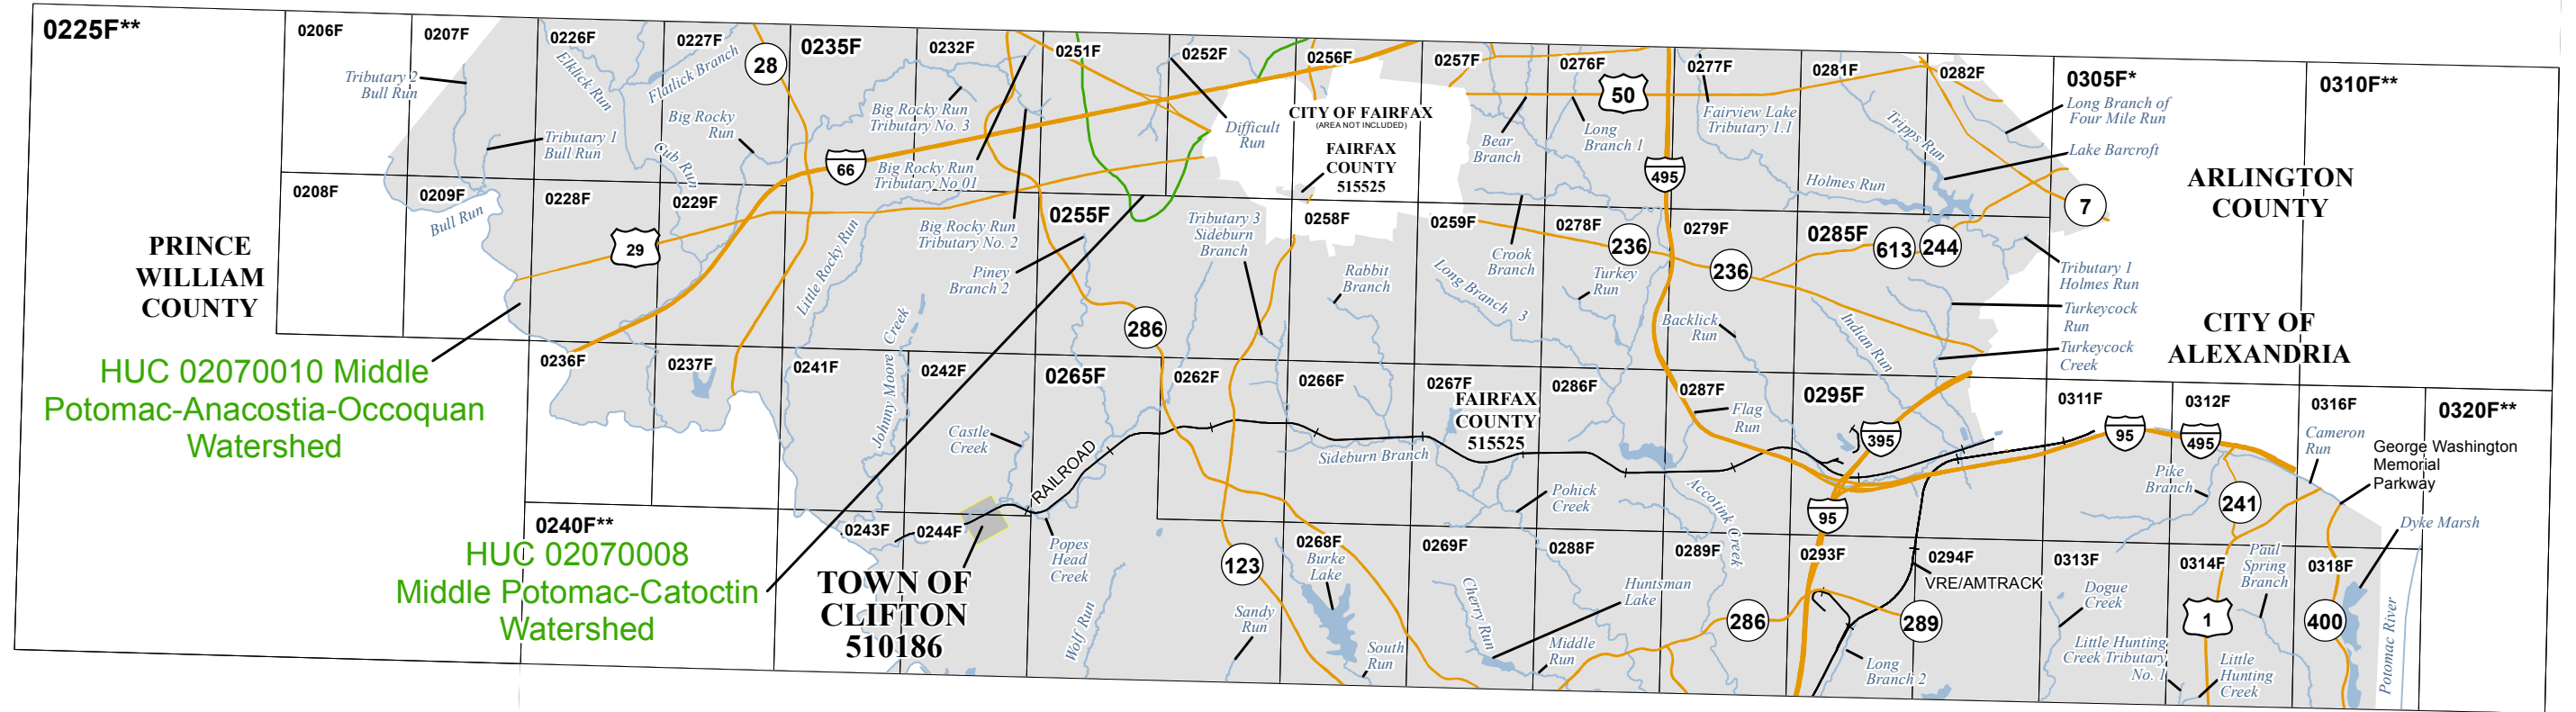 0225F**
0206F
0207F
0226F
0227F
28
0235F
0232F
0251F
0252F
0256F
0257F
0276F
50
0277F
0281F
0282F
0305F*
0310F**
Tributary 2
Bull Run
Elklick Run
Flatlick Branch
Tributary 1
Bull Run
Big Rocky
Run
Cub Run
66
Big Rocky Run
Tributary No. 3
Big Rocky Run
Tributary No 01
Difficult
Run
CITY OF FAIRFAX
(AREA NOT INCLUDED)
FAIRFAX
COUNTY
515525
Bear
Branch
Long
Branch 1
Fairview Lake
Tributary 1.1
495
Tripps Run
Long Branch of
Four Mile Run
Lake Barcroft
Holmes Run
7
ARLINGTON
COUNTY
0208F
0209F
Bull Run
0228F
0229F
29
Little Rocky Run
Big Rocky Run
Tributary No. 2
0255F
Piney
Branch 2
Tributary 3
Sideburn
Branch
0258F
Rabbit
Branch
0259F
Crook
Branch
Long Branch 3
0278F
236
Turkey
Run
0279F
236
Backlick
Run
0285F
613
244
Indian Run
Tributary 1
Holmes Run
Turkeycock
Run
Turkeycock
Creek
CITY OF
ALEXANDRIA
PRINCE
WILLIAM
COUNTY
HUC 02070010 Middle
Potomac-Anacostia-Occoquan
Watershed
286
0236F
0237F
0241F
Johnny Moore Creek
0242F
0265F
0262F
0266F
0267F
FAIRFAX
COUNTY
515525
0286F
0287F
Flag
Run
0295F
395
0311F
95
0312F
495
0316F
0320F**
Castle
Creek
RAILROAD
Sideburn Branch
Pohick
Creek
Accotink Creek
95
Pike
Branch
241
Cameron
Run
George Washington
Memorial
Parkway
Dyke Marsh
0240F**
HUC 02070008
Middle Potomac-Catoctin
Watershed
0243F
0244F
TOWN OF
CLIFTON
510186
Popes
Head
Creek
Wolf Run
123
Sandy
Run
0268F
Burke
Lake
South
Run
0269F
Cherry Run
Huntsman
Lake
0288F
Middle
Run
0289F
286
0293F
0294F
VRE/AMTRACK
289
Long
Branch 2
0313F
Dogue
Creek
Little Hunting
Creek Tributary
No. 1
0314F
Paul
Spring
Branch
1
Little
Hunting
Creek
0318F
400
Potomac River